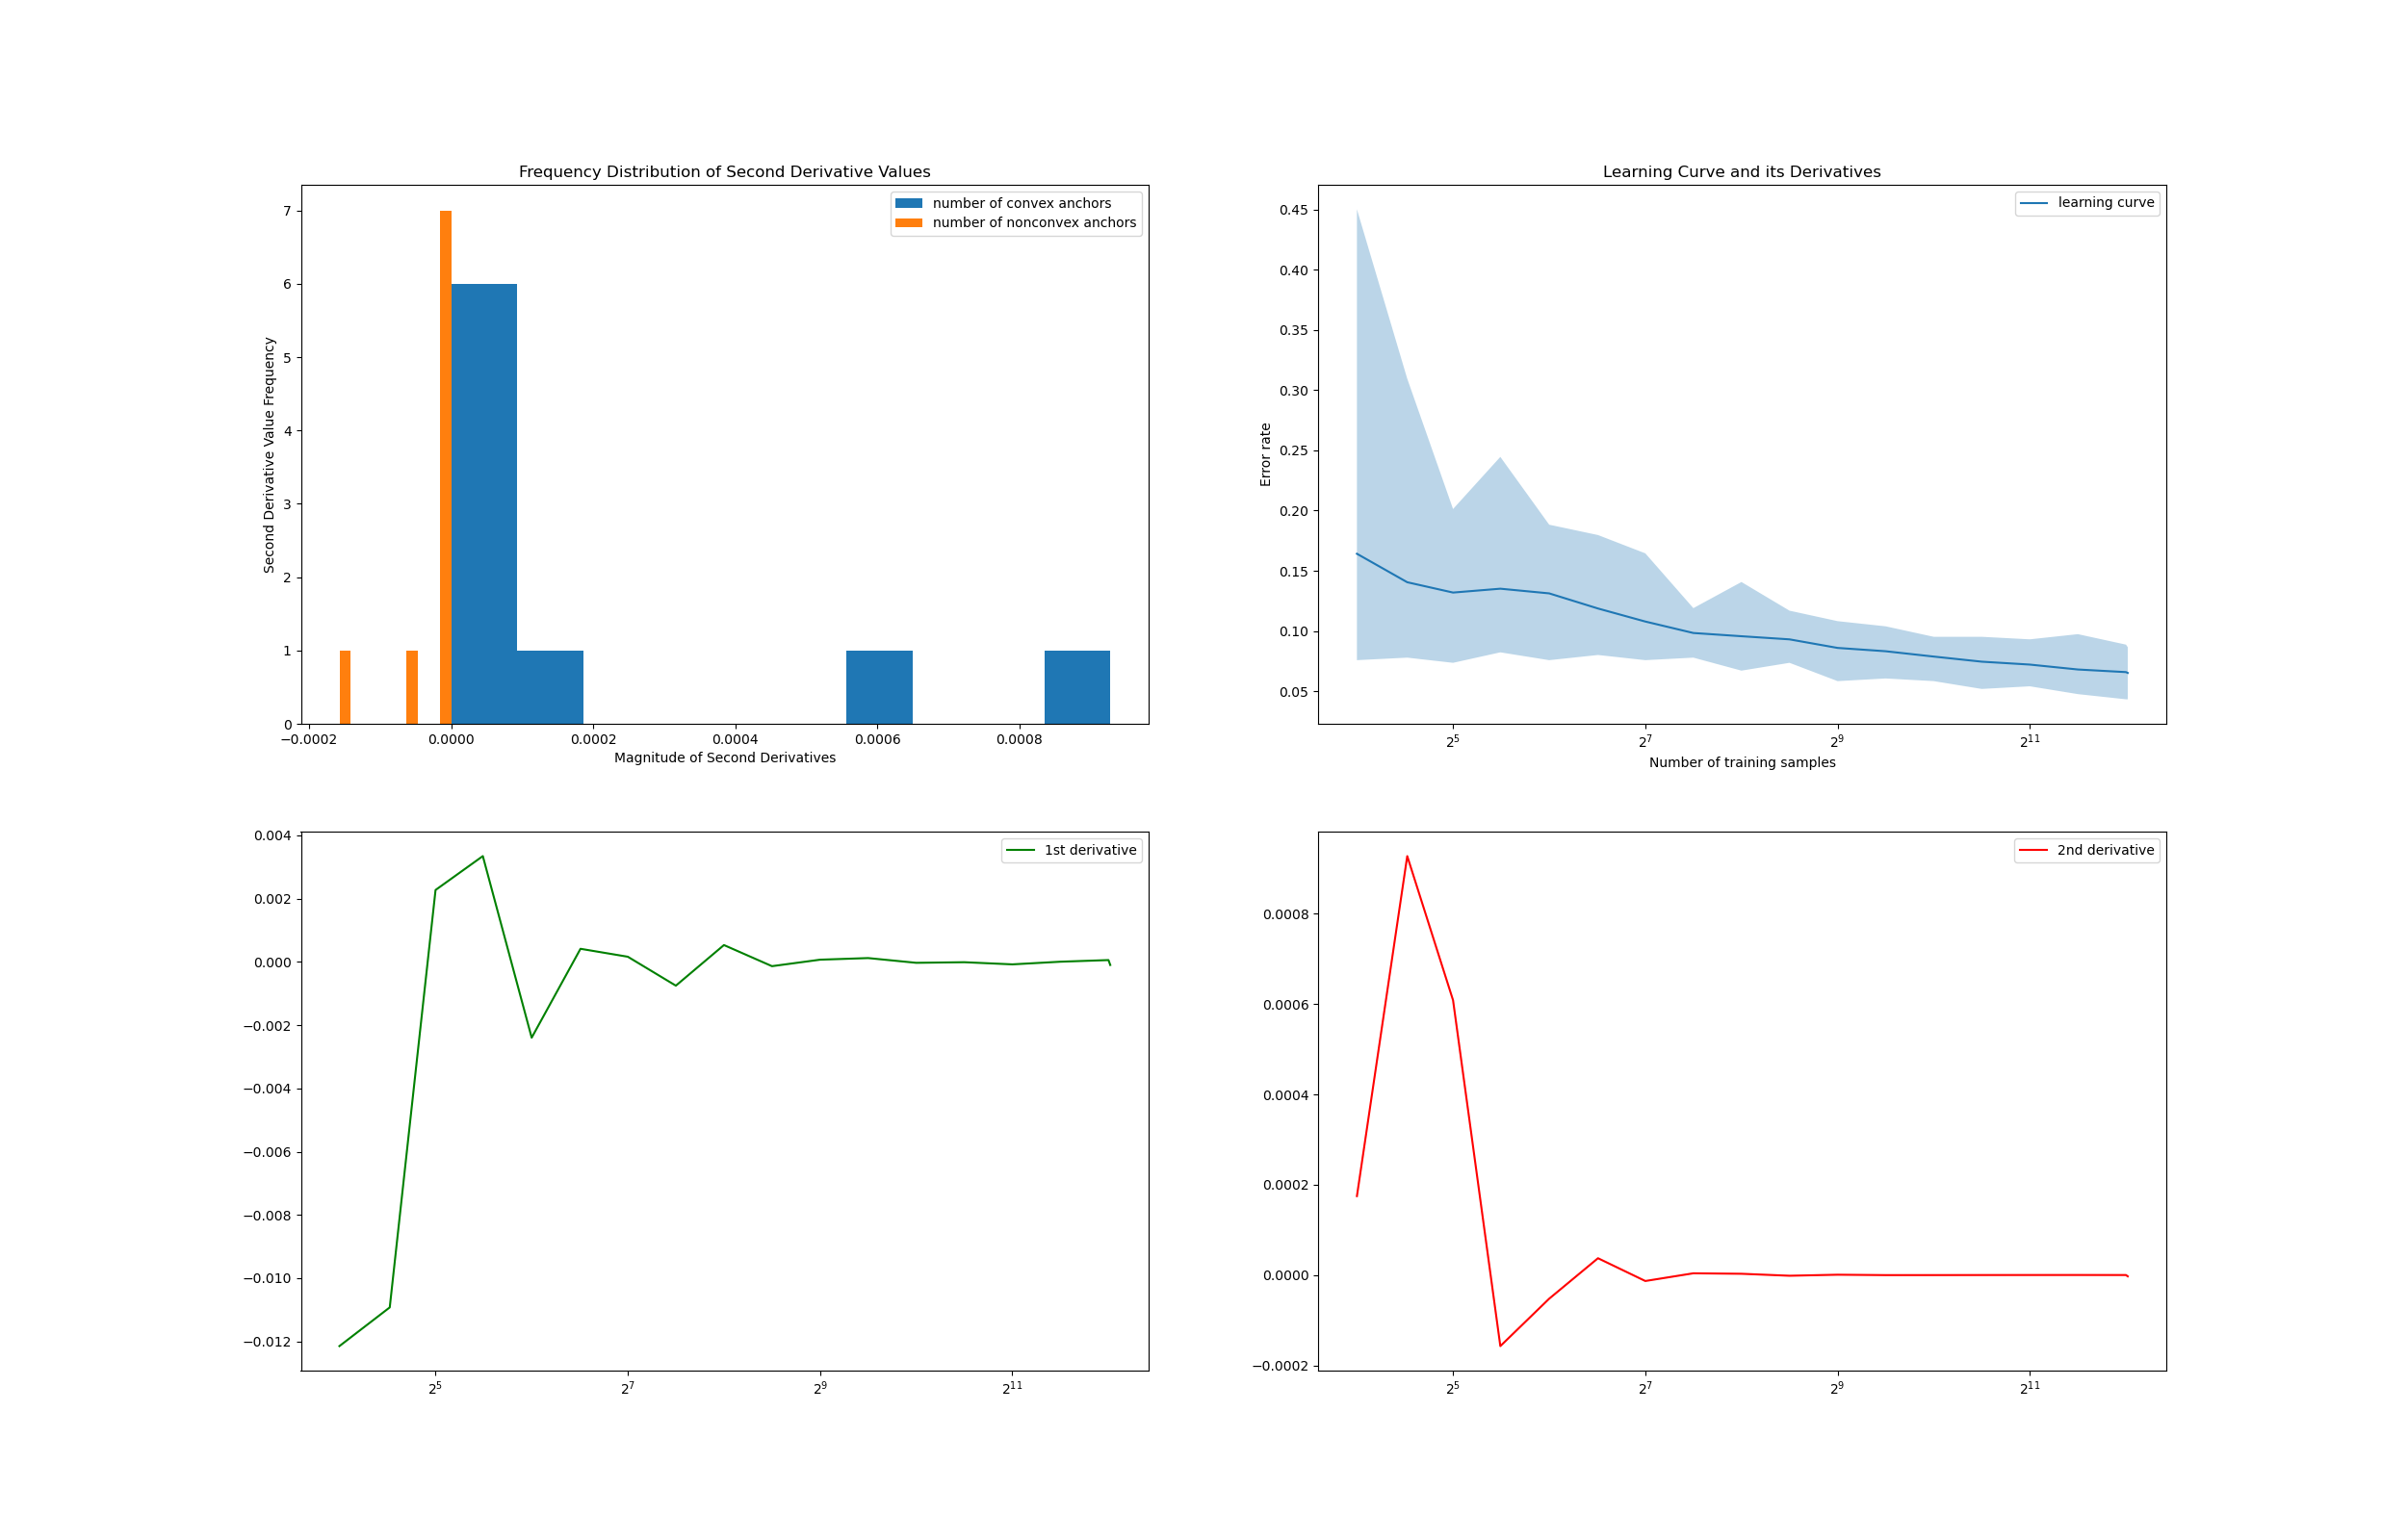 Frequency Distribution of Second Derivative Values
number of convex anchors
number of nonconvex anchors
Second Derivative Value Frequency
7
6
5
4
3
2
1
0
−0.0002 0.0000 0.0002 0.0004 0.0006 0.0008
Magnitude of Second Derivatives
Learning Curve and its Derivatives
learning curve
Error rate
0.45
0.40
0.35
0.30
0.25
0.20
0.15
0.10
0.05
2^5 2^7 2^9 2^11
Number of training samples
1st derivative
0.004
0.002
0.000
−0.002
−0.004
−0.006
−0.008
−0.010
−0.012
2^5 2^7 2^9 2^11
2nd derivative
0.0008
0.0006
0.0004
0.0002
0.0000
−0.0002
2^5 2^7 2^9 2^11